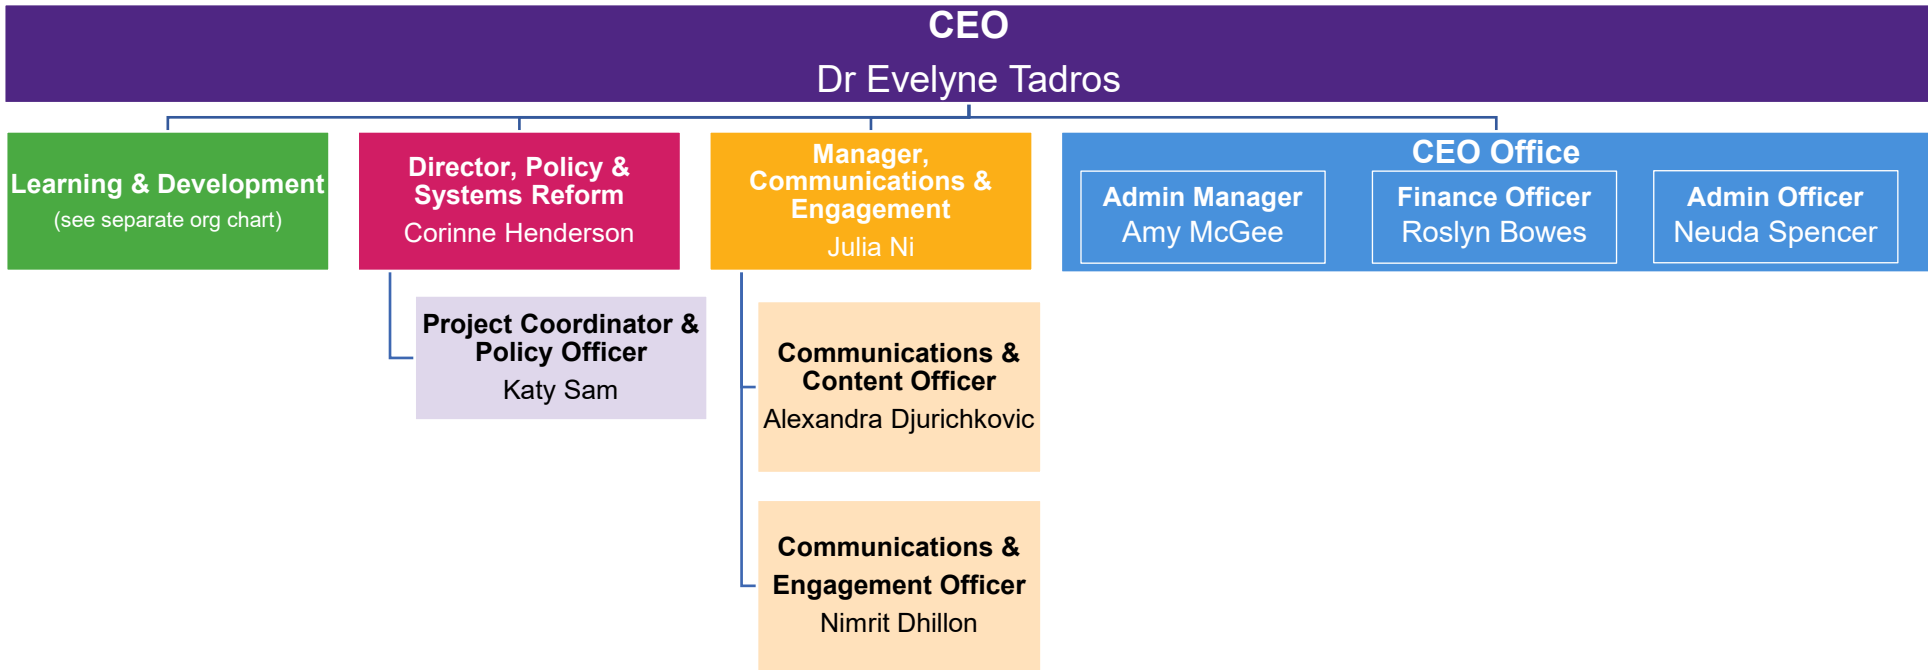 CEO
Dr Evelyne Tadros
Learning & Development
(see separate org chart)
Director, Policy &
Systems Reform
Corinne Henderson
Manager,
Communications &
Engagement
Julia Ni
CEO Office
Admin Manager
Amy McGee
Finance Officer
Roslyn Bowes
Admin Officer
Neuda Spencer
Project Coordinator &
Policy Officer
Katy Sam
Communications &
Content Officer
Alexandra Djurichkovic
Communications &
Engagement Officer
Nimrit Dhillon